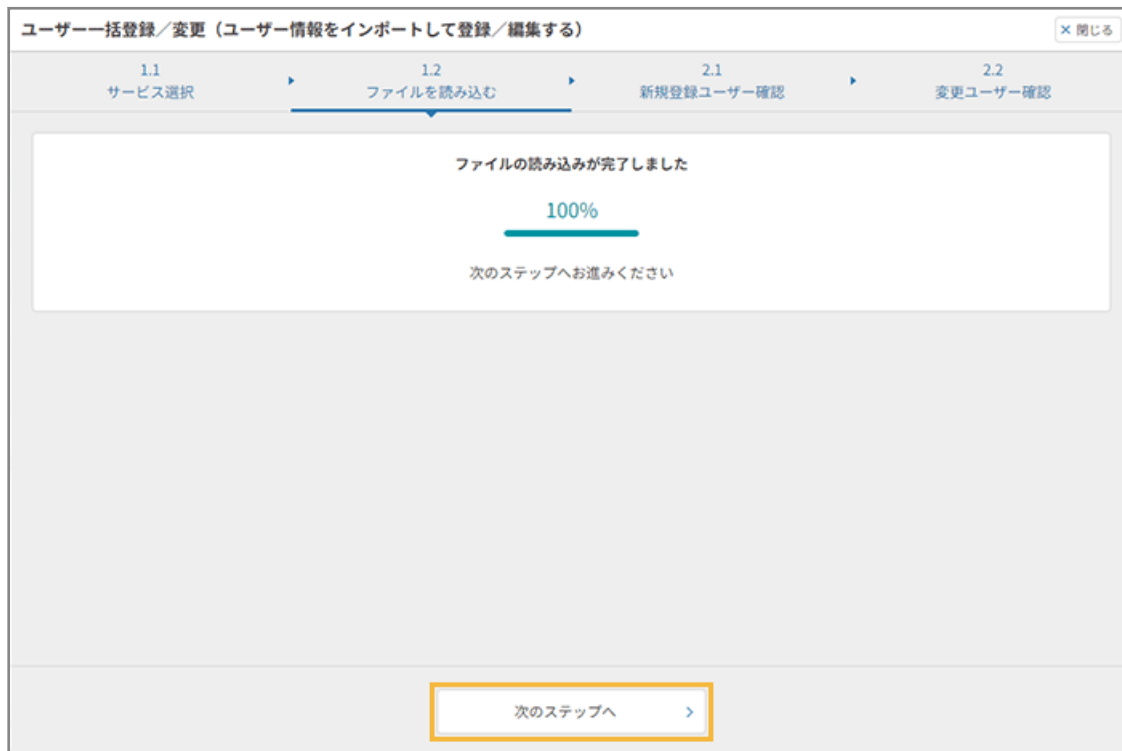 ユーザー一括登録／変更（ユーザー情報をインポートして登録／編集する）
× 閉じる
1.1
サービス選択
1.2
ファイルを読み込む
2.1
新規登録ユーザー確認
2.2
変更ユーザー確認
ファイルの読み込みが完了しました
100%
次のステップへお進みください
次のステップへ